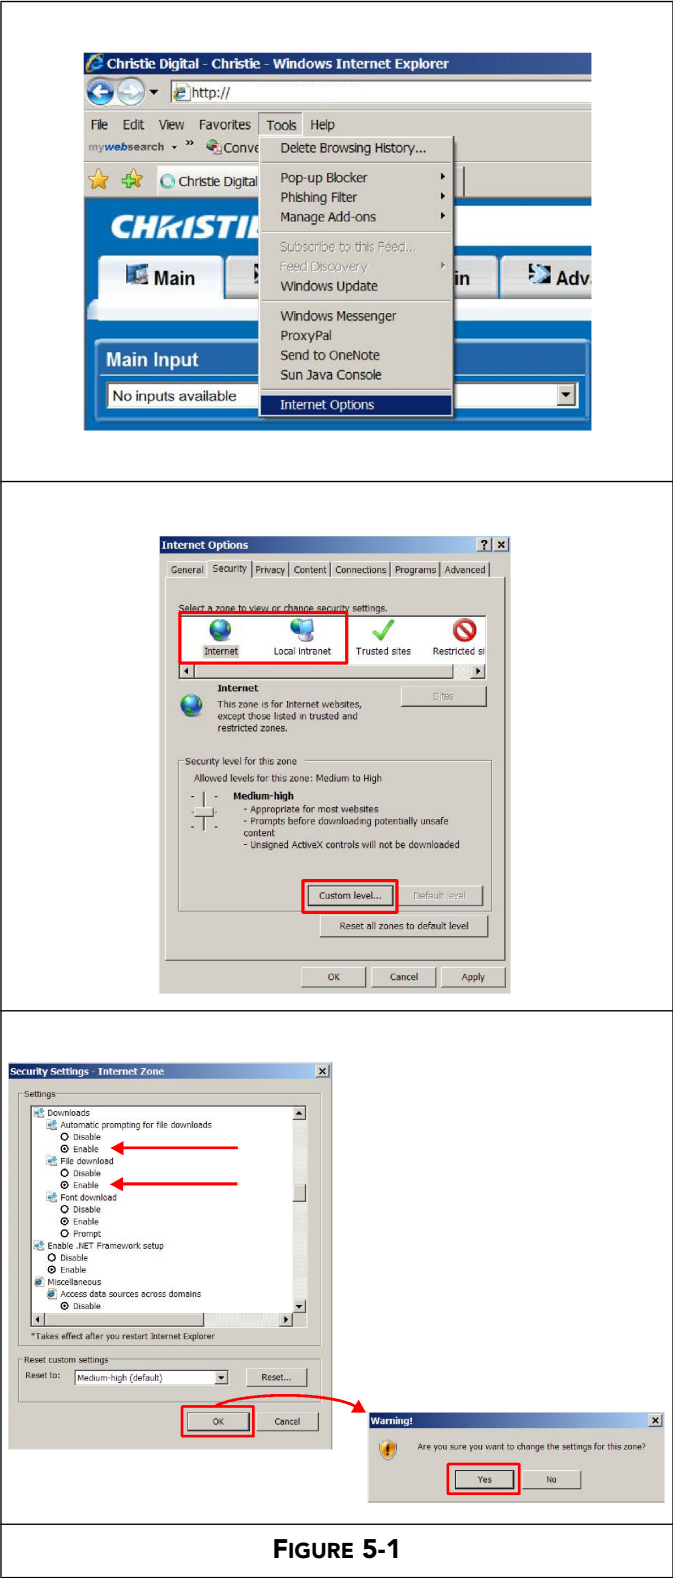 Christie Digital - Christie - Windows Internet Explorer
http://
File Edit View Favorites Tools Help
mywebsearch » Conve
Christie Digital
CHRISTIE
Main
in
Adv
Main Input
No inputs available
Delete Browsing History...
Pop-up Blocker
Phishing Filter
Manage Add-ons
Subscribe to this Feed...
Feed Discovery
Windows Update
Windows Messenger
ProxyPal
Send to OneNote
Sun Java Console
Internet Options
Internet Options
General Security Privacy Content Connections Programs Advanced
Select a zone to view or change security settings.
Internet Local intranet Trusted sites Restricted si
Internet
This zone is for Internet websites,
except those listed in trusted and
restricted zones.
Sites
Security level for this zone
Allowed levels for this zone: Medium to High
Medium-high
- Appropriate for most websites
- Prompts before downloading potentially unsafe
content
- Unsigned ActiveX controls will not be downloaded
Custom level... Default level
Reset all zones to default level
OK Cancel Apply
Security Settings - Internet Zone
Settings
Downloads
Automatic prompting for file downloads
Disable
Enable
File download
Disable
Enable
Font download
Disable
Enable
Prompt
Enable .NET Framework setup
Disable
Enable
Miscellaneous
Access data sources across domains
Disable
*Takes effect after you restart Internet Explorer
Reset custom settings
Reset to: Medium-high (default) Reset...
OK Cancel
Warning!
Are you sure you want to change the settings for this zone?
Yes No
FIGURE 5-1